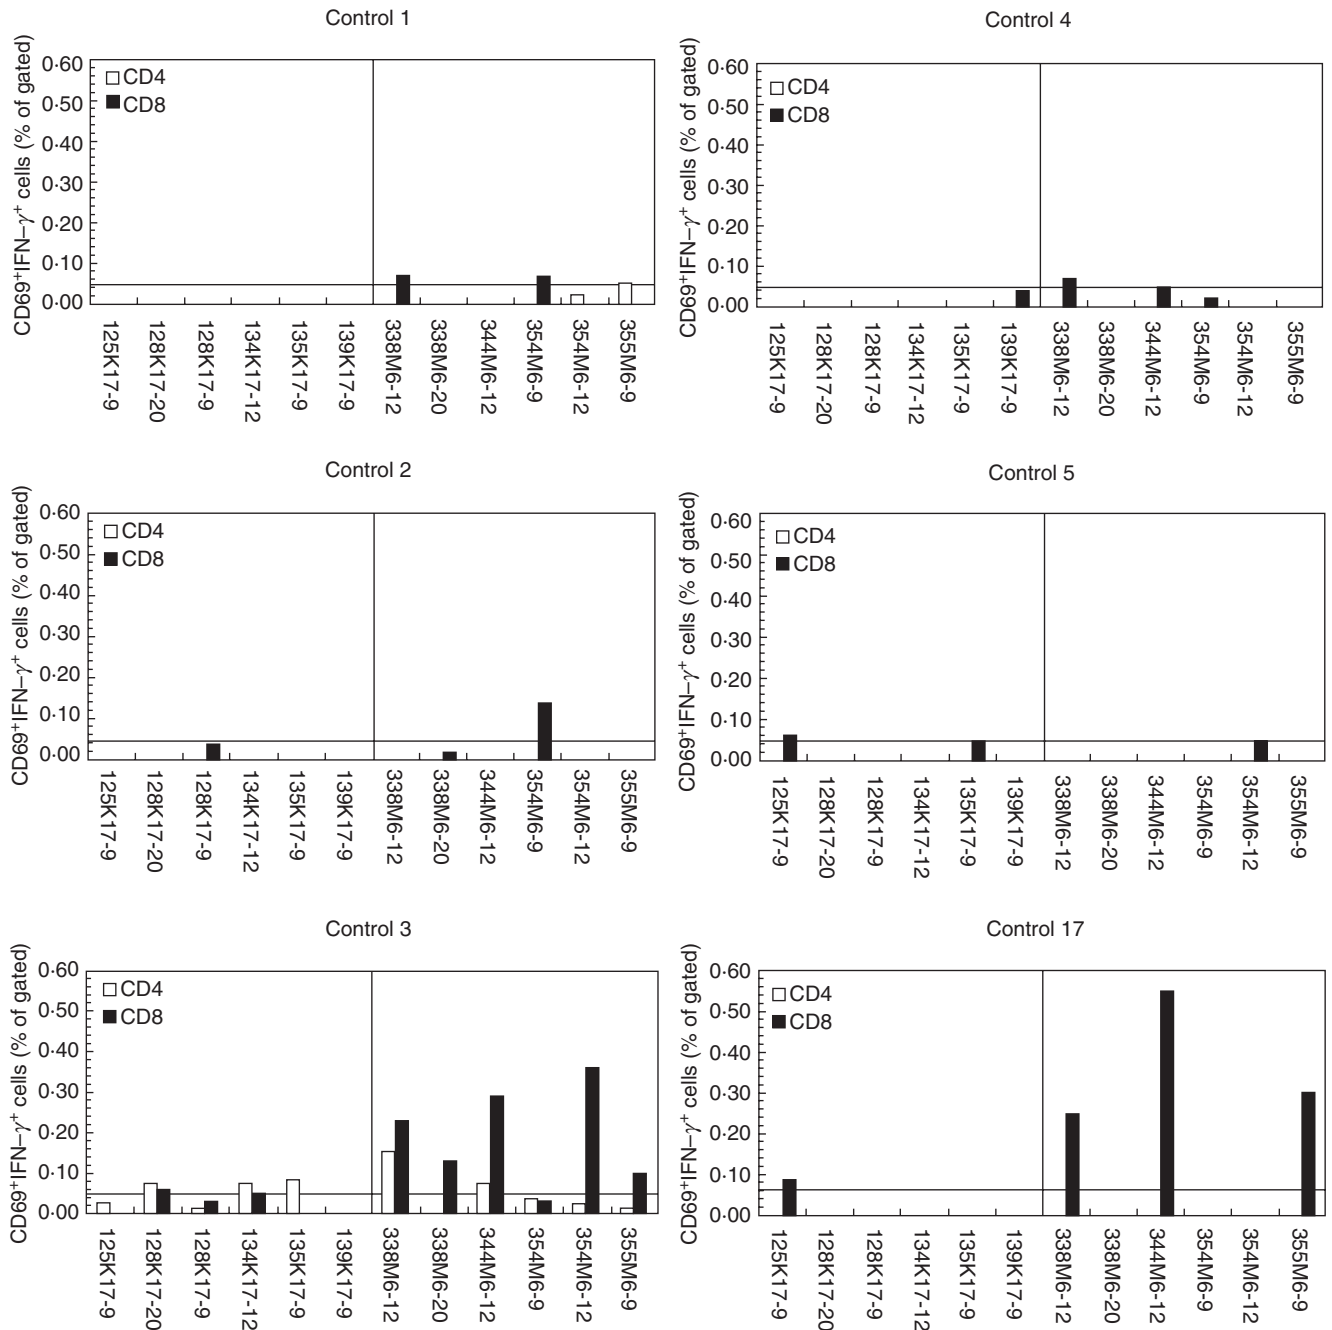 Control 1
CD69+IFN–γ+ cells (% of gated)
0·60
0·50
0·40
0·30
0·20
0·10
0·00
CD4
CD8
125K17-9
128K17-20
128K17-9
134K17-12
135K17-9
139K17-9
338M6-12
338M6-20
344M6-12
354M6-9
354M6-12
355M6-9
Control 4
CD69+IFN–γ+ cells (% of gated)
0·60
0·50
0·40
0·30
0·20
0·10
0·00
CD4
CD8
125K17-9
128K17-20
128K17-9
134K17-12
135K17-9
139K17-9
338M6-12
338M6-20
344M6-12
354M6-9
354M6-12
355M6-9
Control 2
CD69+IFN–γ+ cells (% of gated)
0·60
0·50
0·40
0·30
0·20
0·10
0·00
CD4
CD8
125K17-9
128K17-20
128K17-9
134K17-12
135K17-9
139K17-9
338M6-12
338M6-20
344M6-12
354M6-9
354M6-12
355M6-9
Control 5
CD69+IFN–γ+ cells (% of gated)
0·60
0·50
0·40
0·30
0·20
0·10
0·00
CD4
CD8
125K17-9
128K17-20
128K17-9
134K17-12
135K17-9
139K17-9
338M6-12
338M6-20
344M6-12
354M6-9
354M6-12
355M6-9
Control 3
CD69+IFN–γ+ cells (% of gated)
0·60
0·50
0·40
0·30
0·20
0·10
0·00
CD4
CD8
125K17-9
128K17-20
128K17-9
134K17-12
135K17-9
139K17-9
338M6-12
338M6-20
344M6-12
354M6-9
354M6-12
355M6-9
Control 17
CD69+IFN–γ+ cells (% of gated)
0·60
0·50
0·40
0·30
0·20
0·10
0·00
CD4
CD8
125K17-9
128K17-20
128K17-9
134K17-12
135K17-9
139K17-9
338M6-12
338M6-20
344M6-12
354M6-9
354M6-12
355M6-9